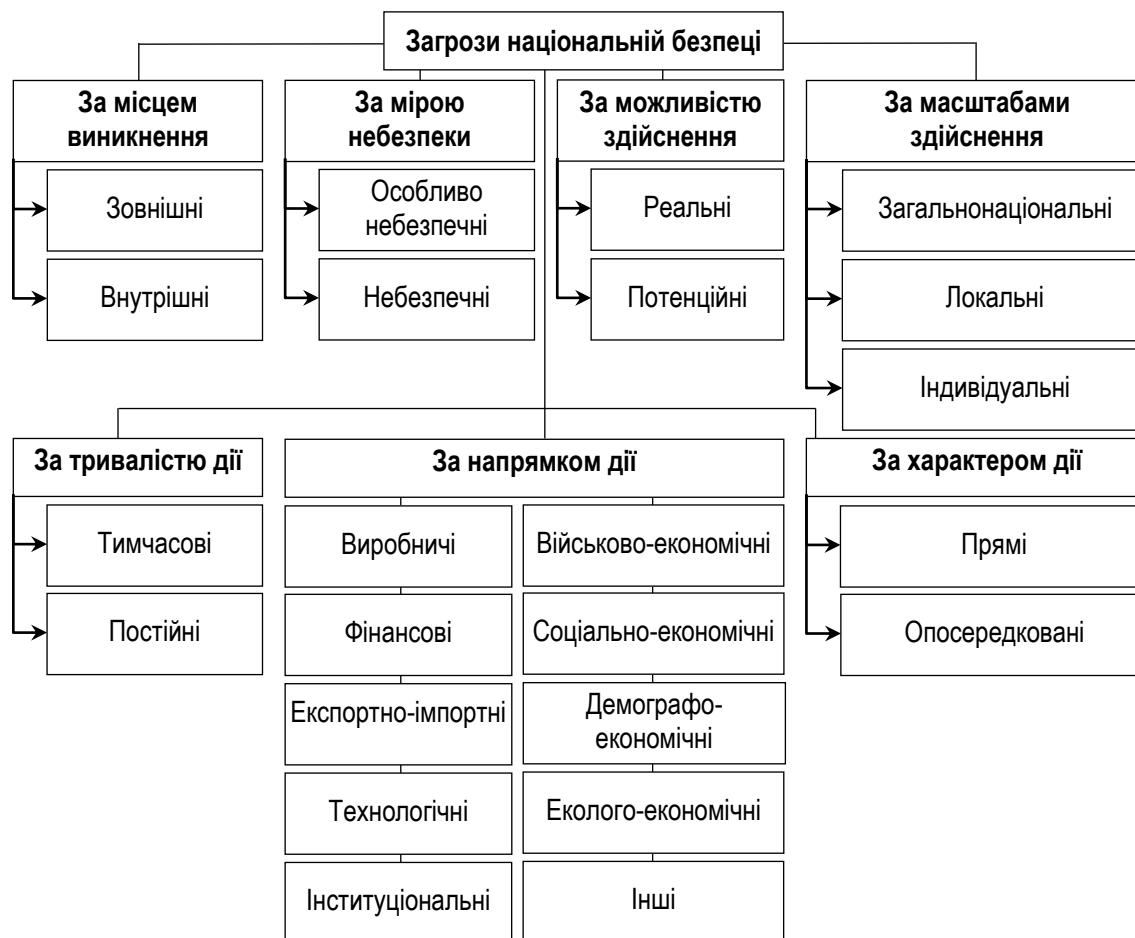 Загрози національній безпеці
За місцем
виникнення
Зовнішні
Внутрішні
За мірою
небезпеки
Особливо
небезпечні
Небезпечні
За можливістю
здійснення
Реальні
Потенційні
За масштабами
здійснення
Загальнонаціональні
Локальні
Індивідуальні
За тривалістю дії
Тимчасові
Постійні
За напрямком дії
Виробничі
Фінансові
Експортно-імпортні
Технологічні
Інституціональні
Військово-економічні
Соціально-економічні
Демографо-
економічні
Еколого-економічні
Інші
За характером дії
Прямі
Опосередковані